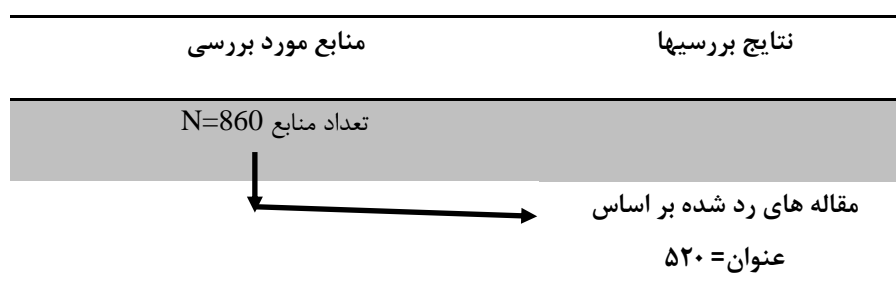 نتایج بررسیها
منابع مورد بررسی
تعداد منابع N=860
مقاله های رد شده بر اساس
عنوان= ۵۲۰